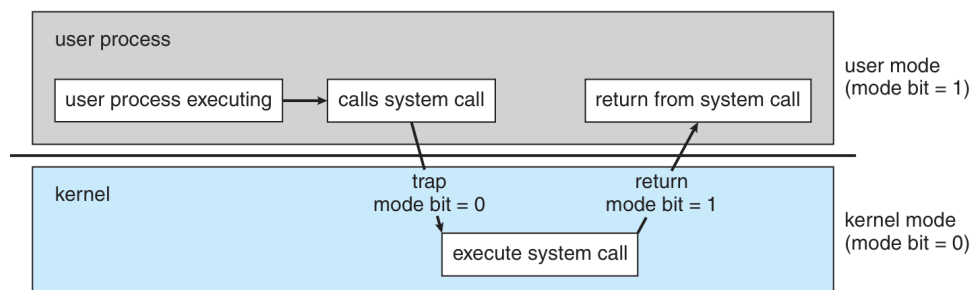 user process
user process executing
calls system call
return from system call
user mode
(mode bit = 1)
trap
mode bit = 0
return
mode bit = 1
kernel
execute system call
kernel mode
(mode bit = 0)